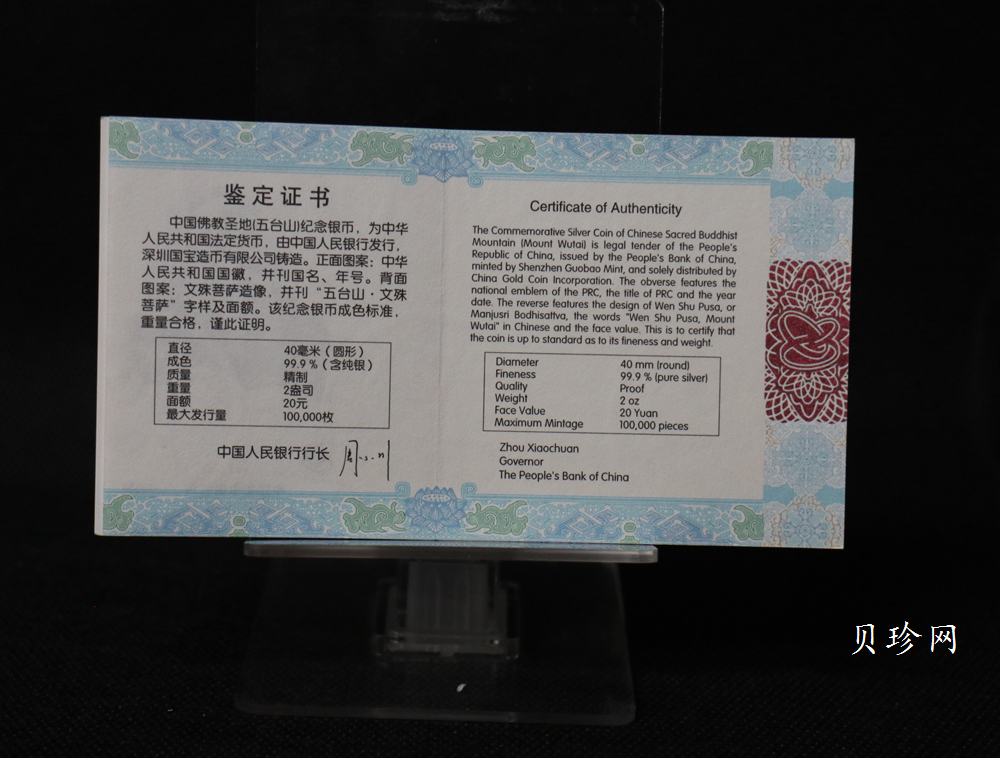 鉴定证书
中国佛教圣地(五台山)纪念银币，为中华
人民共和国法定货币，由中国人民银行发行，
深圳国宝造币有限公司铸造。正面图案：中华
人民共和国国徽，并刊国名、年号。背面
图案：文殊菩萨造像，并刊“五台山·文殊
菩萨”字样及面额。该纪念银币成色标准，
重量合格，谨此证明。
直径 40毫米（圆形）
成色 99.9％（含纯银）
质量 精制
重量 2盎司
面额 20元
最大发行量 100,000枚
中国人民银行行长
Certificate of Authenticity
The Commemorative Silver Coin of Chinese Sacred Buddhist
Mountain (Mount Wutai) is legal tender of the People's
Republic of China, issued by the People's Bank of China,
minted by Shenzhen Guobao Mint, and solely distributed by
China Gold Coin Incorporation. The obverse features the
national emblem of the PRC, the title of PRC and the year
date. The reverse features the design of Wen Shu Pusa, or
Manjusri Bodhisattva, the words "Wen Shu Pusa, Mount
Wutai" in Chinese and the face value. This is to certify that
the coin is up to standard as to its fineness and weight.
Diameter 40 mm (round)
Fineness 99.9 % (pure silver)
Quality Proof
Weight 2 oz
Face Value 20 Yuan
Maximum Mintage 100,000 pieces
Zhou Xiaochuan
Governor
The People's Bank of China
贝珍网